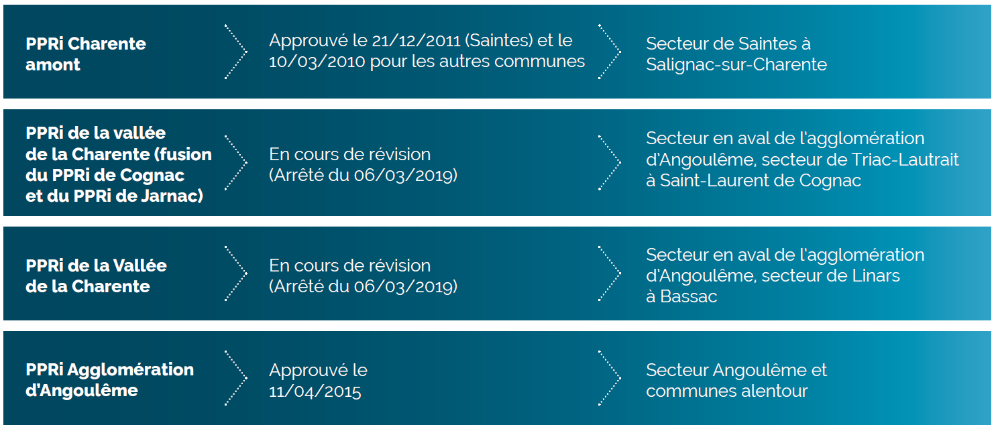 PPRi Charente
amont
Approuvé le 21/12/2011 (Saintes) et le
10/03/2010 pour les autres communes
Secteur de Saintes à
Salignac-sur-Charente
PPRi de la vallée
de la Charente (fusion
du PPRi de Cognac
et du PPRi de Jarnac)
En cours de révision
(Arrêté du 06/03/2019)
Secteur en aval de l'agglomération
d'Angoulême, secteur de Triac-Lautrait
à Saint-Laurent de Cognac
PPRi de la Vallée
de la Charente
En cours de révision
(Arrêté du 06/03/2019)
Secteur en aval de l'agglomération
d'Angoulême, secteur de Linars
à Bassac
PPRi Agglomération
d'Angoulême
Approuvé le
11/04/2015
Secteur Angoulême et
communes alentour